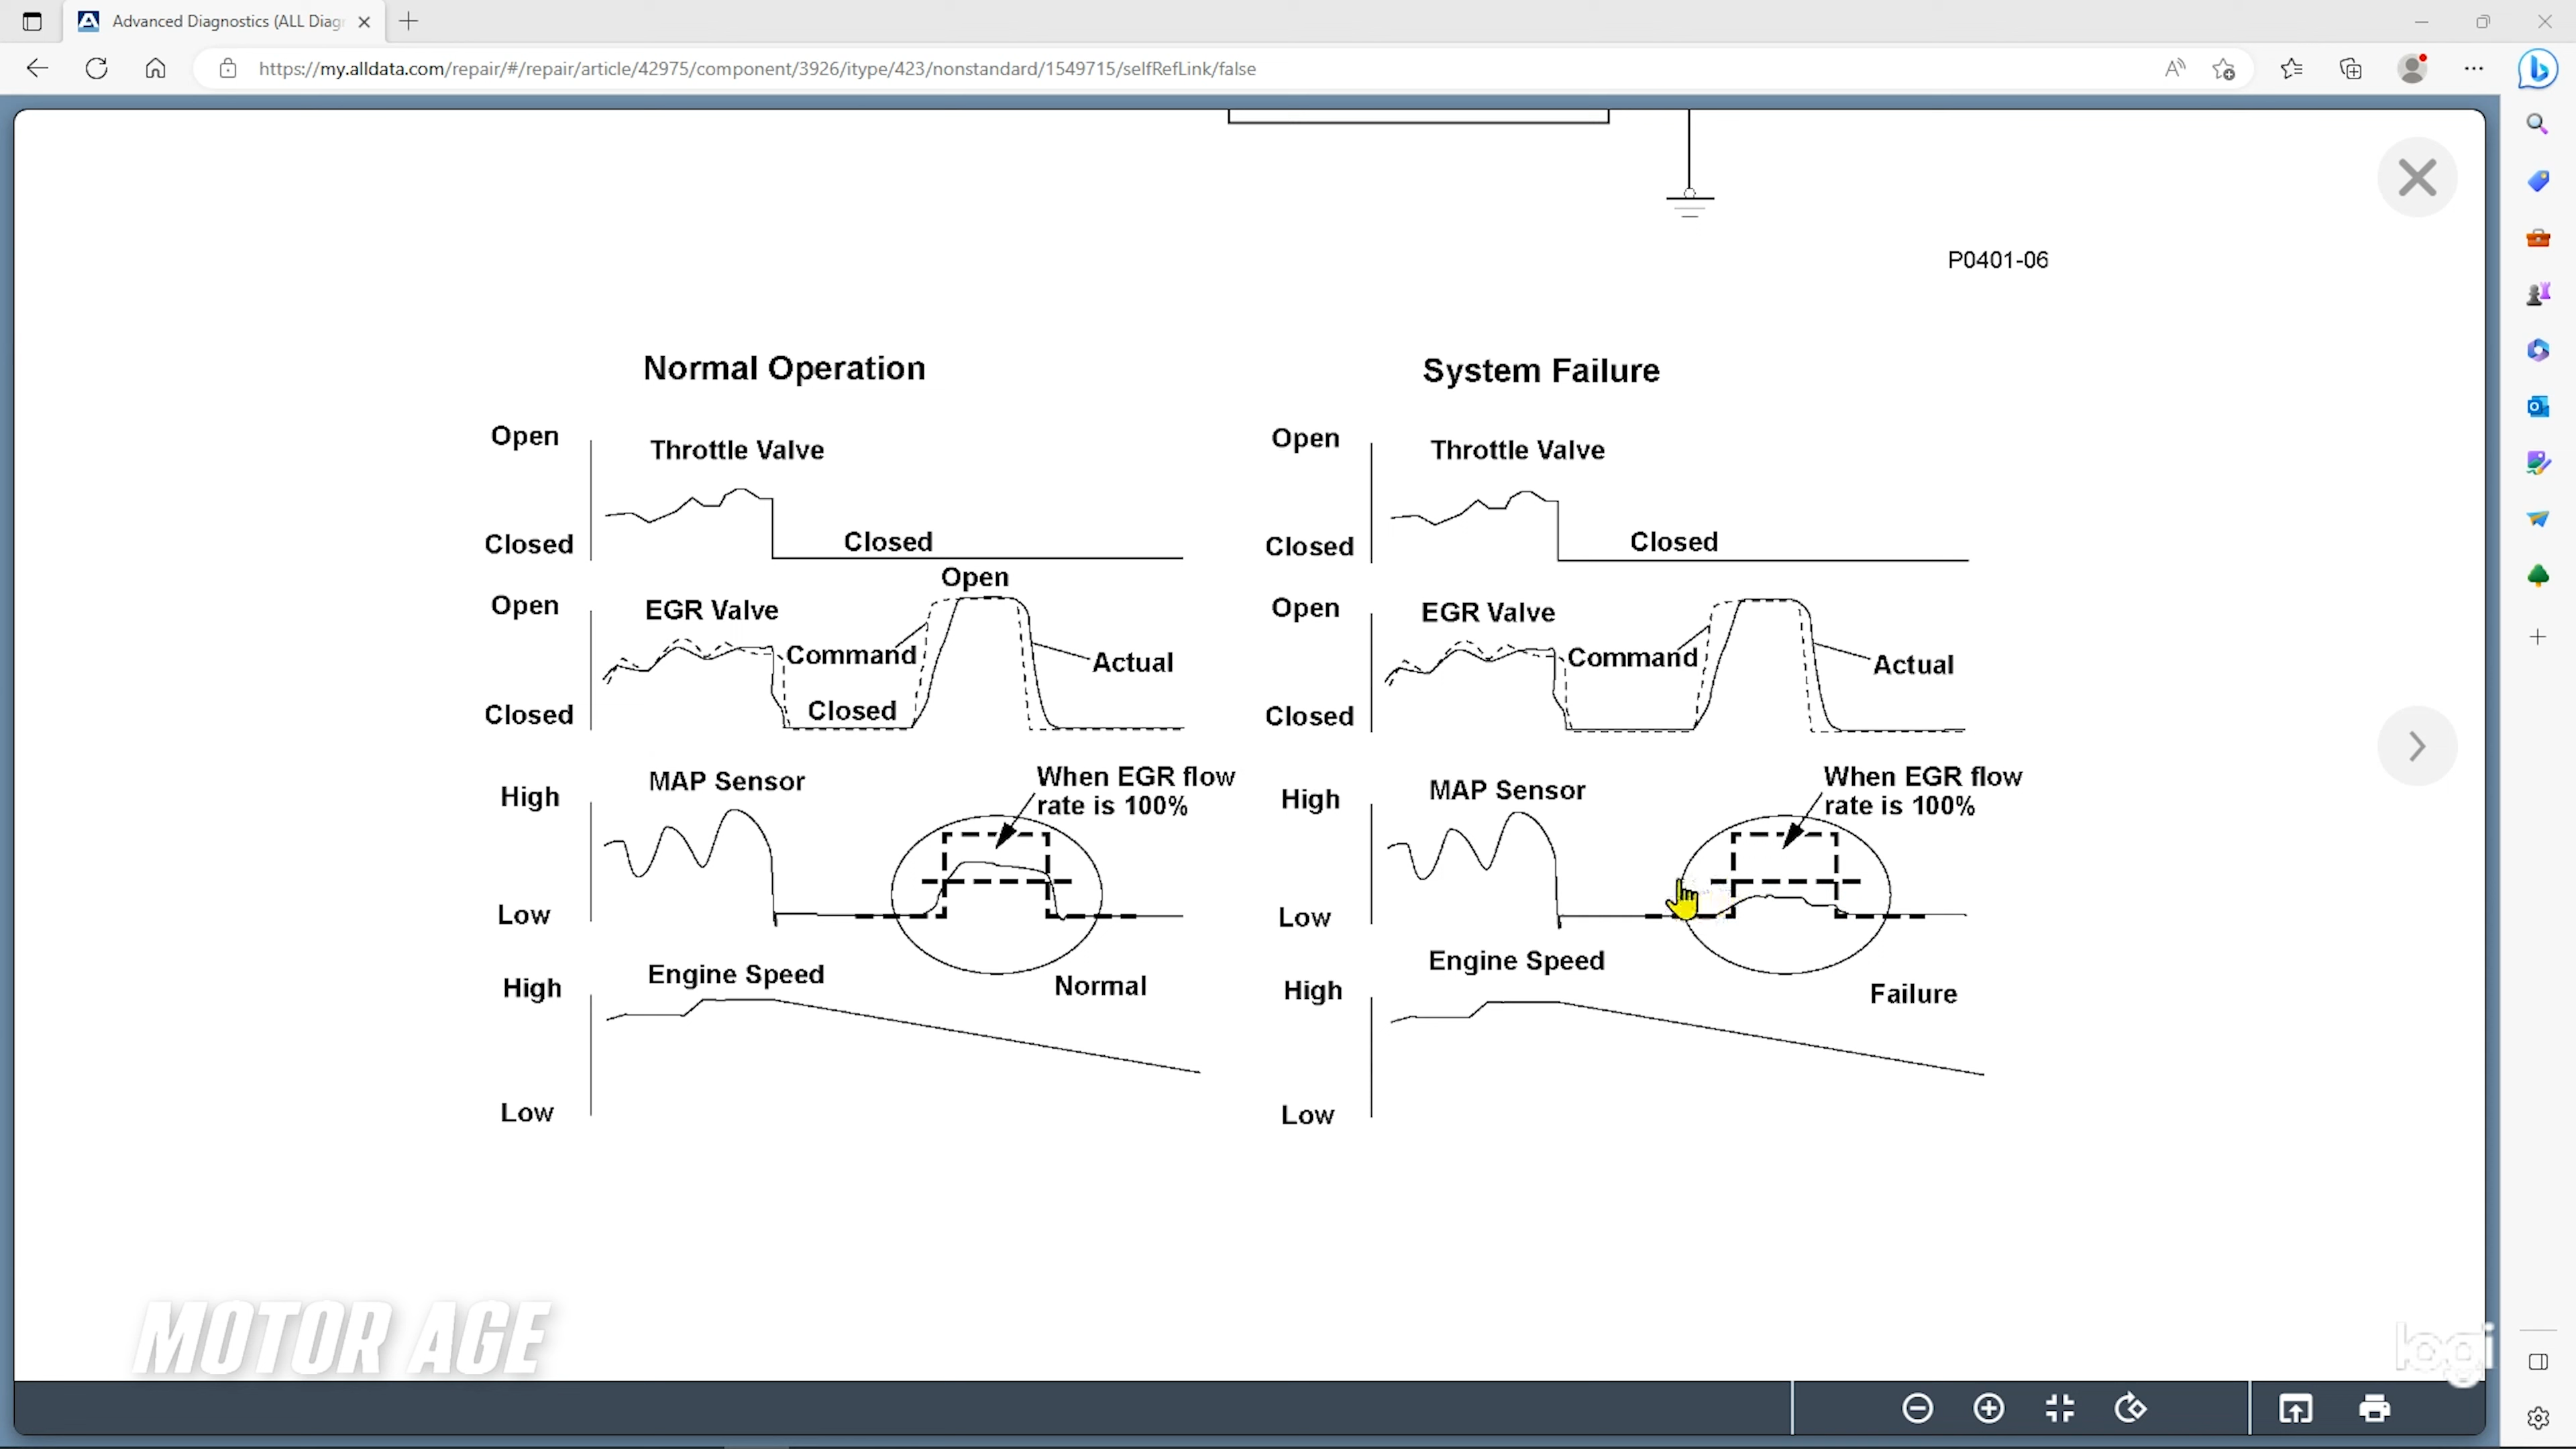 Advanced Diagnostics (ALL Diag
https://my.alldata.com/repair/#/repair/article/42975/component/3926/itype/423/nonstandard/1549715/selfRefLink/false
P0401-06
Normal Operation
System Failure
Open
Throttle Valve
Closed
Closed
Open
Throttle Valve
Closed
Closed
Open
Open
EGR Valve
Command
Actual
Closed
Closed
Open
EGR Valve
Command
Actual
Closed
MAP Sensor
When EGR flow
rate is 100%
High
Low
MAP Sensor
When EGR flow
rate is 100%
High
Low
Engine Speed
Normal
High
Low
Engine Speed
Failure
High
Low
MOTOR AGE
logi